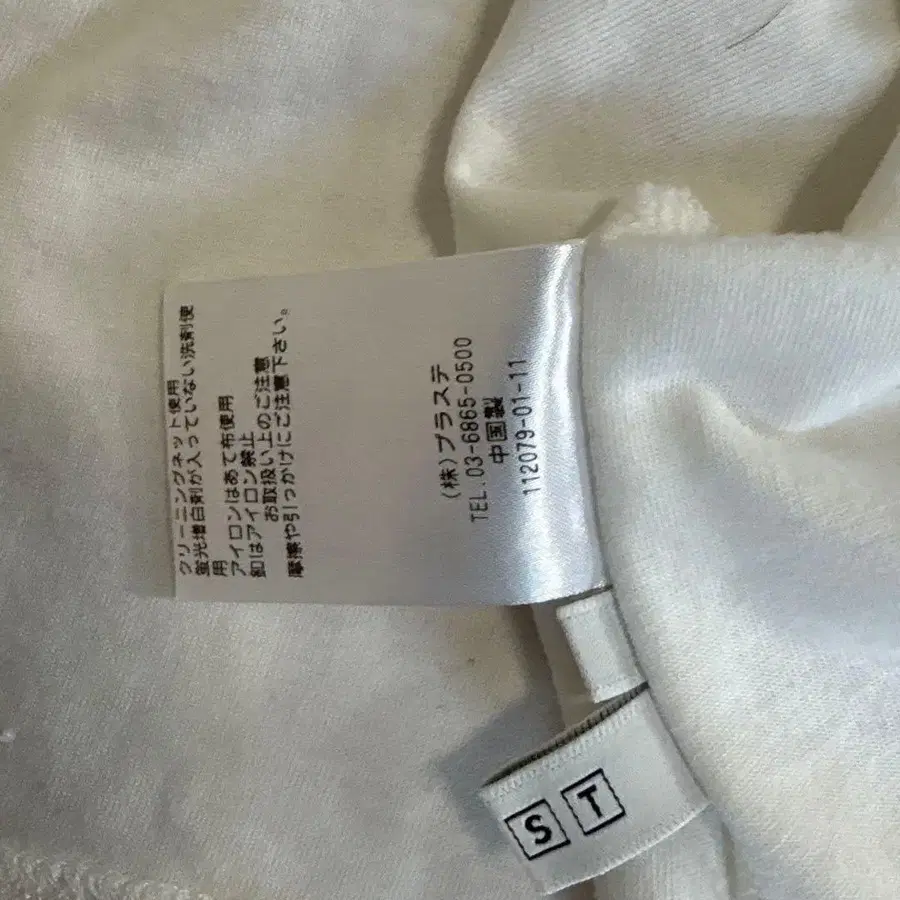 クリーニングネット使用
蛍光増白剤が入っていない洗剤使
用
アイロンはあて布使用
釦はアイロン禁止
お取扱い上のご注意
摩擦や引っかけにご注意下さい。
(株)プラステ
TEL.03-6865-0500
中国製
112079-01-11
ST